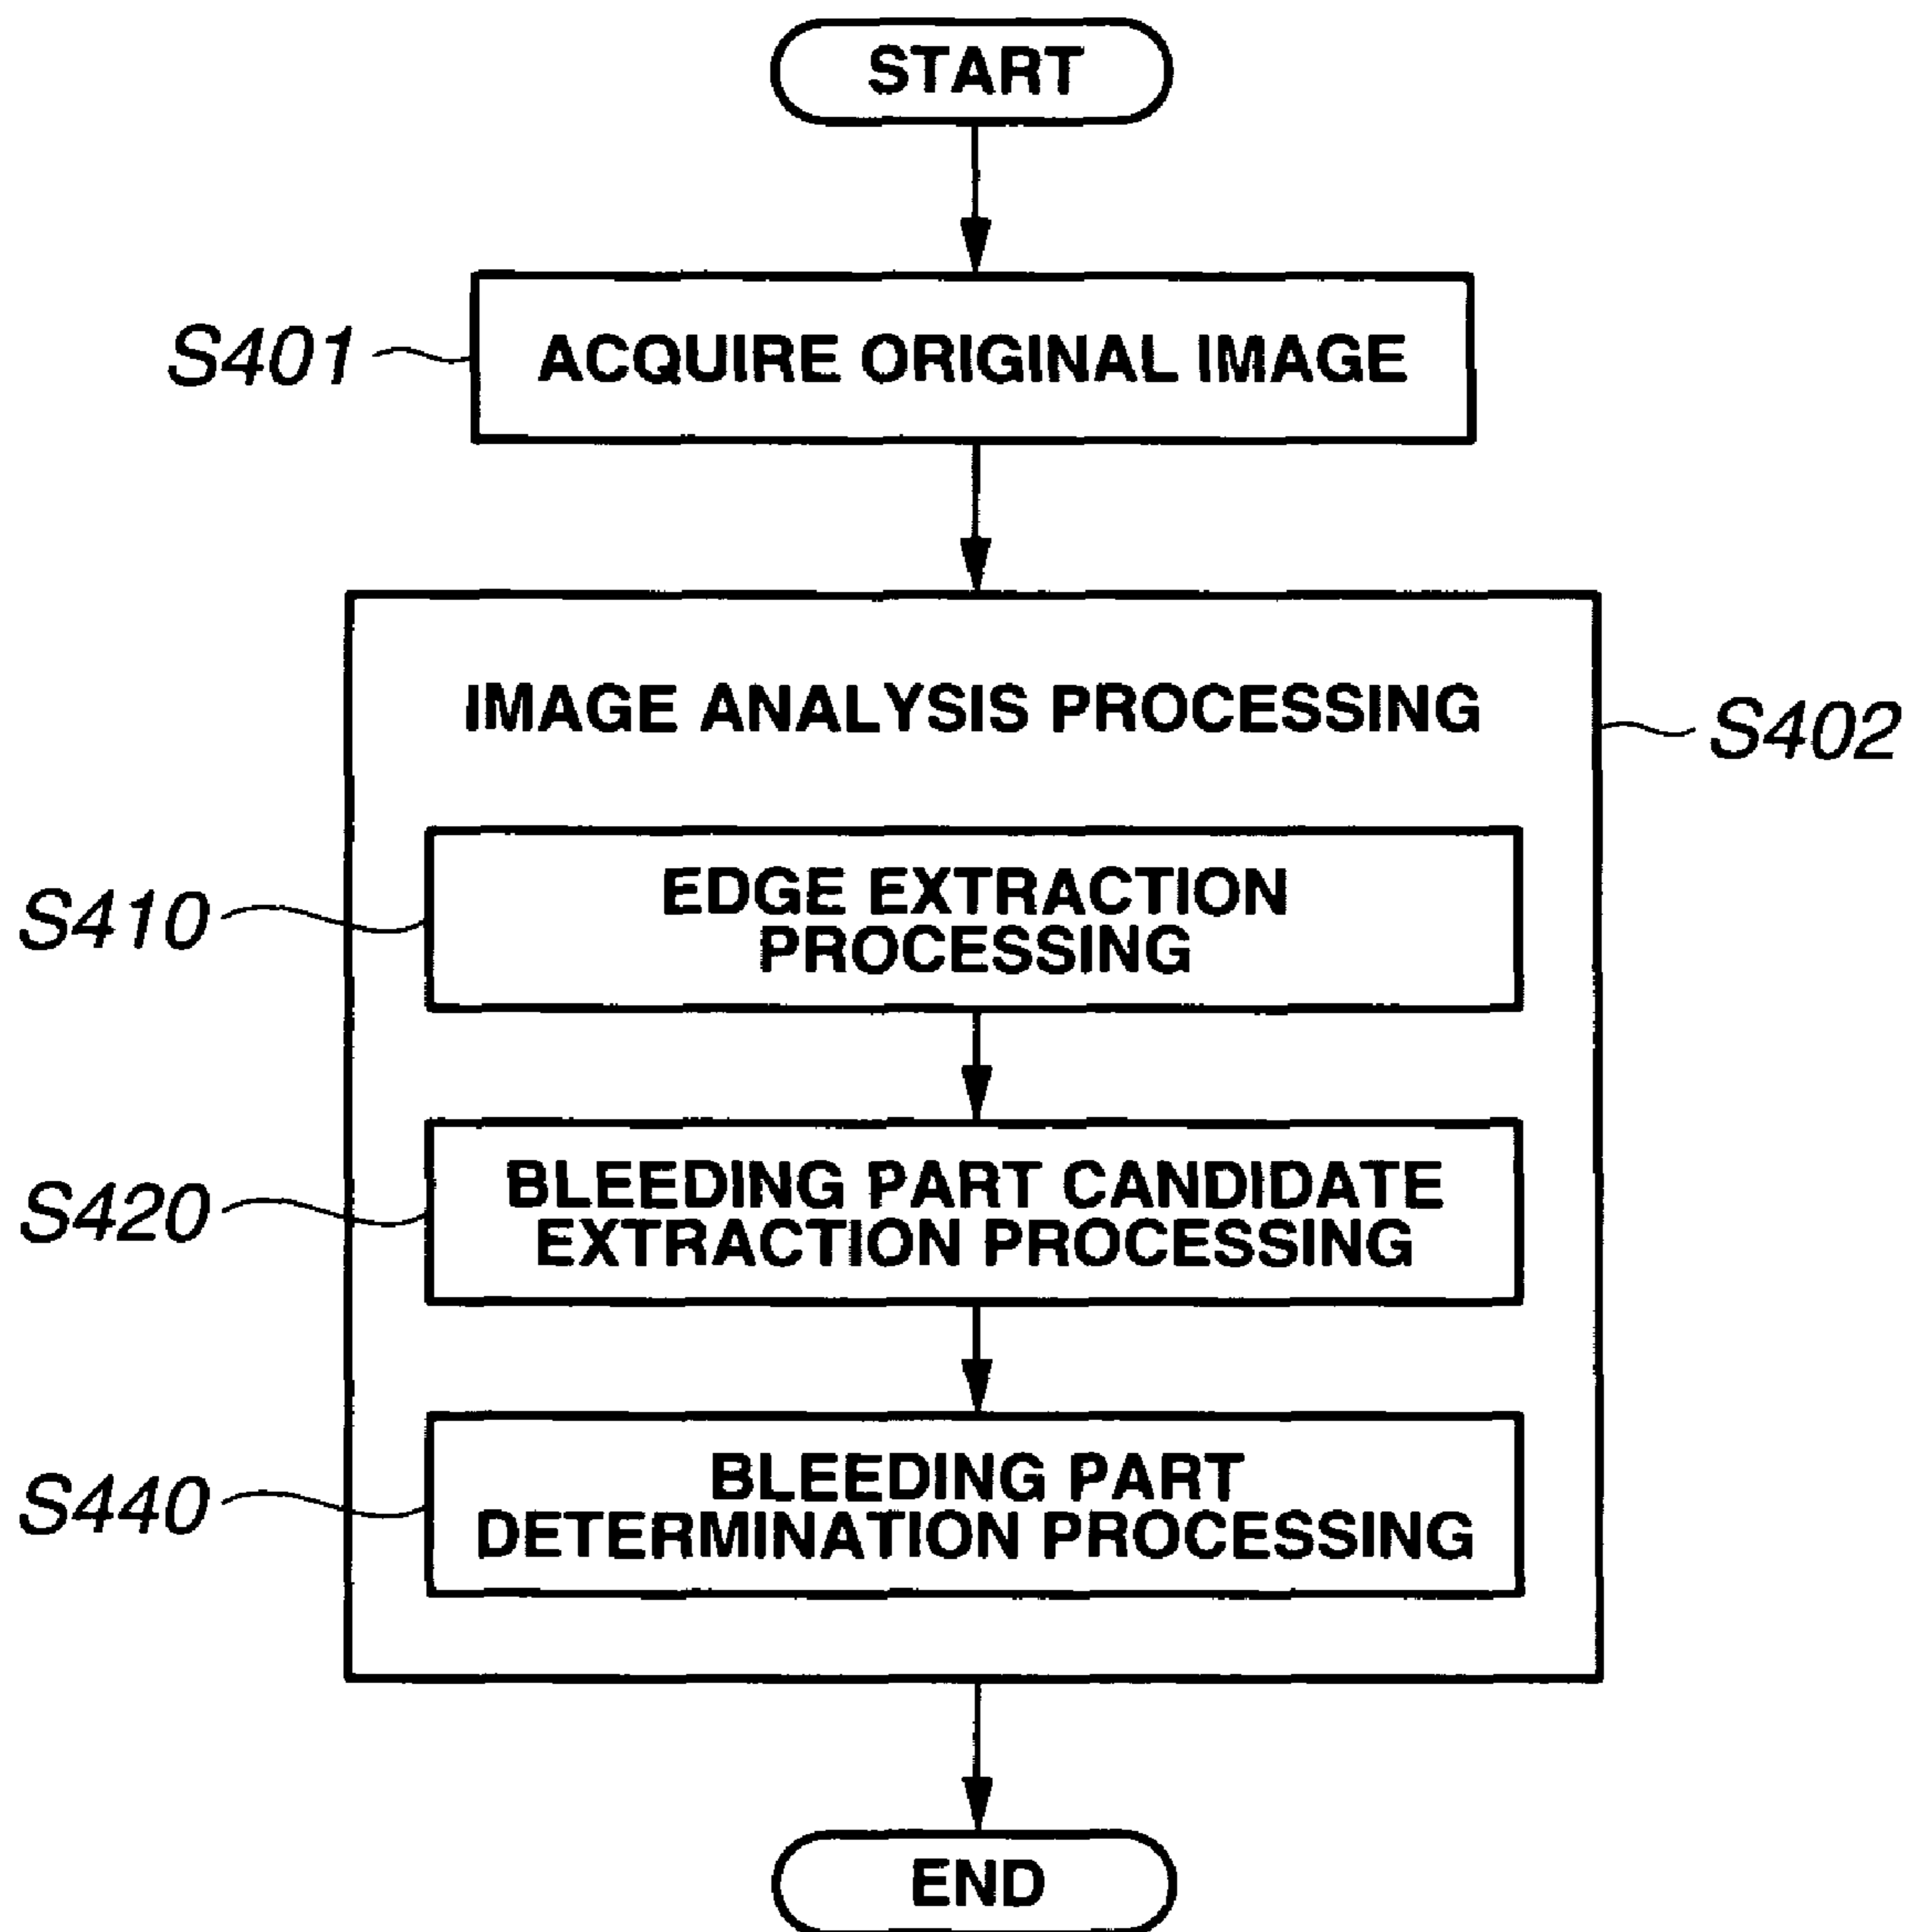 START
S401
ACQUIRE ORIGINAL IMAGE
IMAGE ANALYSIS PROCESSING
S402
S410
EDGE EXTRACTION
PROCESSING
S420
BLEEDING PART CANDIDATE
EXTRACTION PROCESSING
S440
BLEEDING PART
DETERMINATION PROCESSING
END